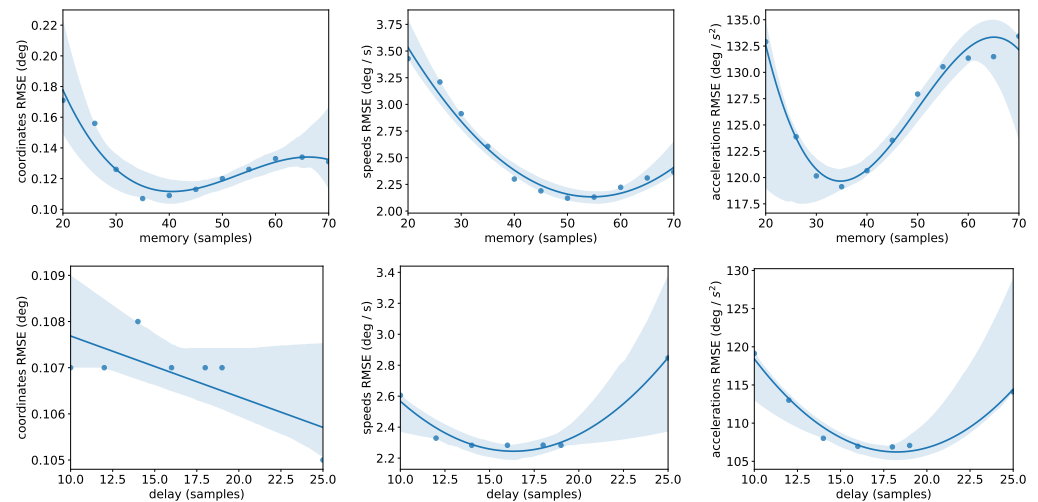 coordinates RMSE (deg)
0.22
0.20
0.18
0.16
0.14
0.12
0.10
20 30 40 50 60 70
memory (samples)
speeds RMSE (deg / s)
3.75
3.50
3.25
3.00
2.75
2.50
2.25
2.00
20 30 40 50 60 70
memory (samples)
accelerations RMSE (deg / s²)
135.0
132.5
130.0
127.5
125.0
122.5
120.0
117.5
20 30 40 50 60 70
memory (samples)
coordinates RMSE (deg)
0.109
0.108
0.107
0.106
0.105
10.0 12.5 15.0 17.5 20.0 22.5 25.0
delay (samples)
speeds RMSE (deg / s)
3.4
3.2
3.0
2.8
2.6
2.4
2.2
10.0 12.5 15.0 17.5 20.0 22.5 25.0
delay (samples)
accelerations RMSE (deg / s²)
130
120
115
110
105
10.0 12.5 15.0 17.5 20.0 22.5 25.0
delay (samples)